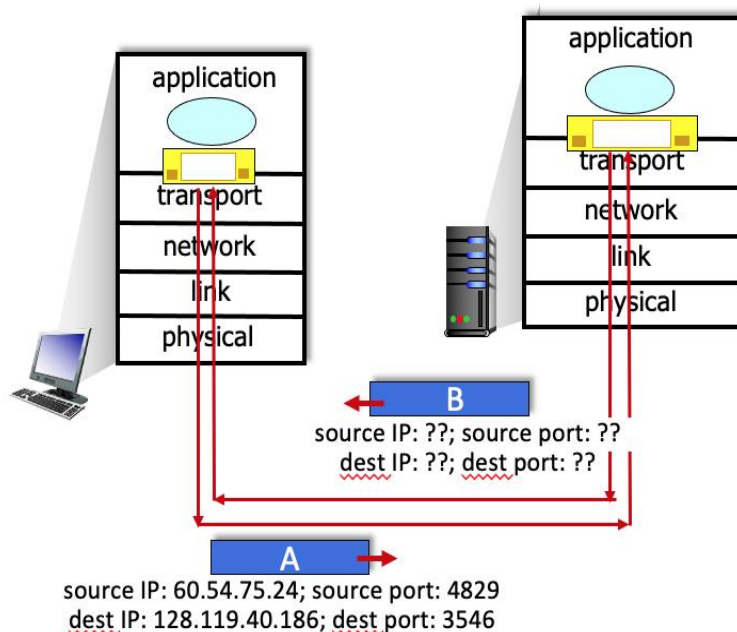 application
transport
network
link
physical
application
transport
network
link
physical
B
source IP: ??; source port: ??
dest IP: ??; dest port: ??
A
source IP: 60.54.75.24; source port: 4829
dest IP: 128.119.40.186; dest port: 3546